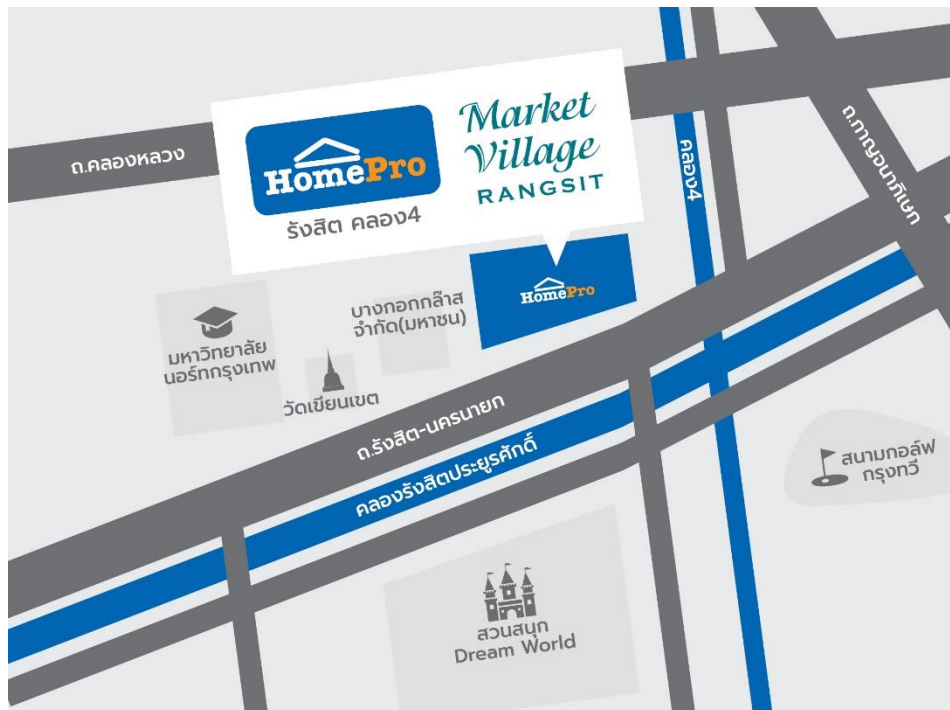 ถ.คลองหลวง
HomePro
รังสิต คลอง4
Market
Village
RANGSIT
คลอง4
ถ.กาญจนาภิเษก
HomePro
บางกอกกล๊าส
จำกัด(มหาชน)
มหาวิทยาลัย
นอร์ทกรุงเทพ
วัดเขียนเขต
ถ.รังสิต-นครนายก
คลองรังสิตประยูรศักดิ์
สนามกอล์ฟ
กรุงกวี
สวนสนุก
Dream World